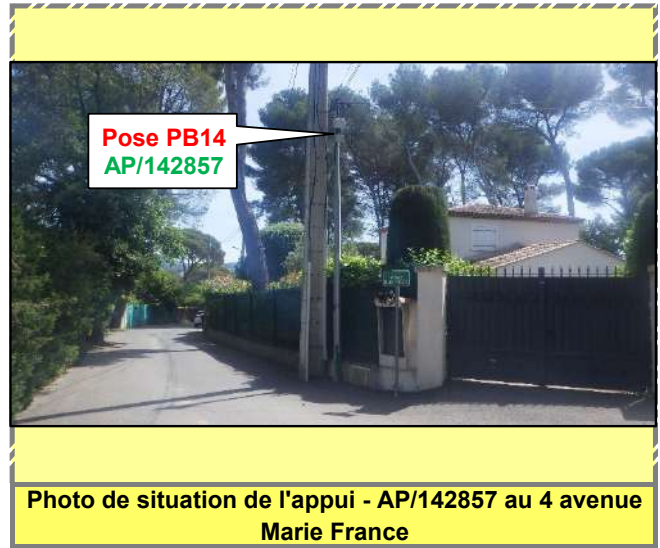 Pose PB14
AP/142857
Photo de situation de l'appui - AP/142857 au 4 avenue
Marie France